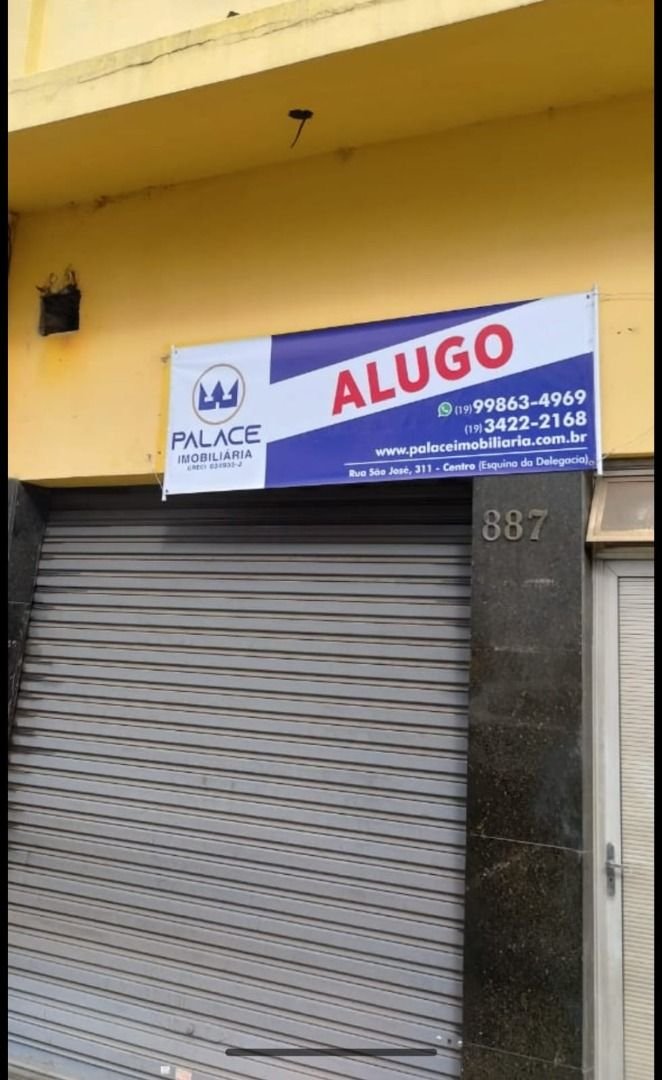 ALUGO
PALACE
IMOBILIÁRIA
(19)99863-4969
(19)3422-2168
www.palaceimobiliaria.com.br
Rua São José, 311 - Centro (Esquina da Delegacia)
887